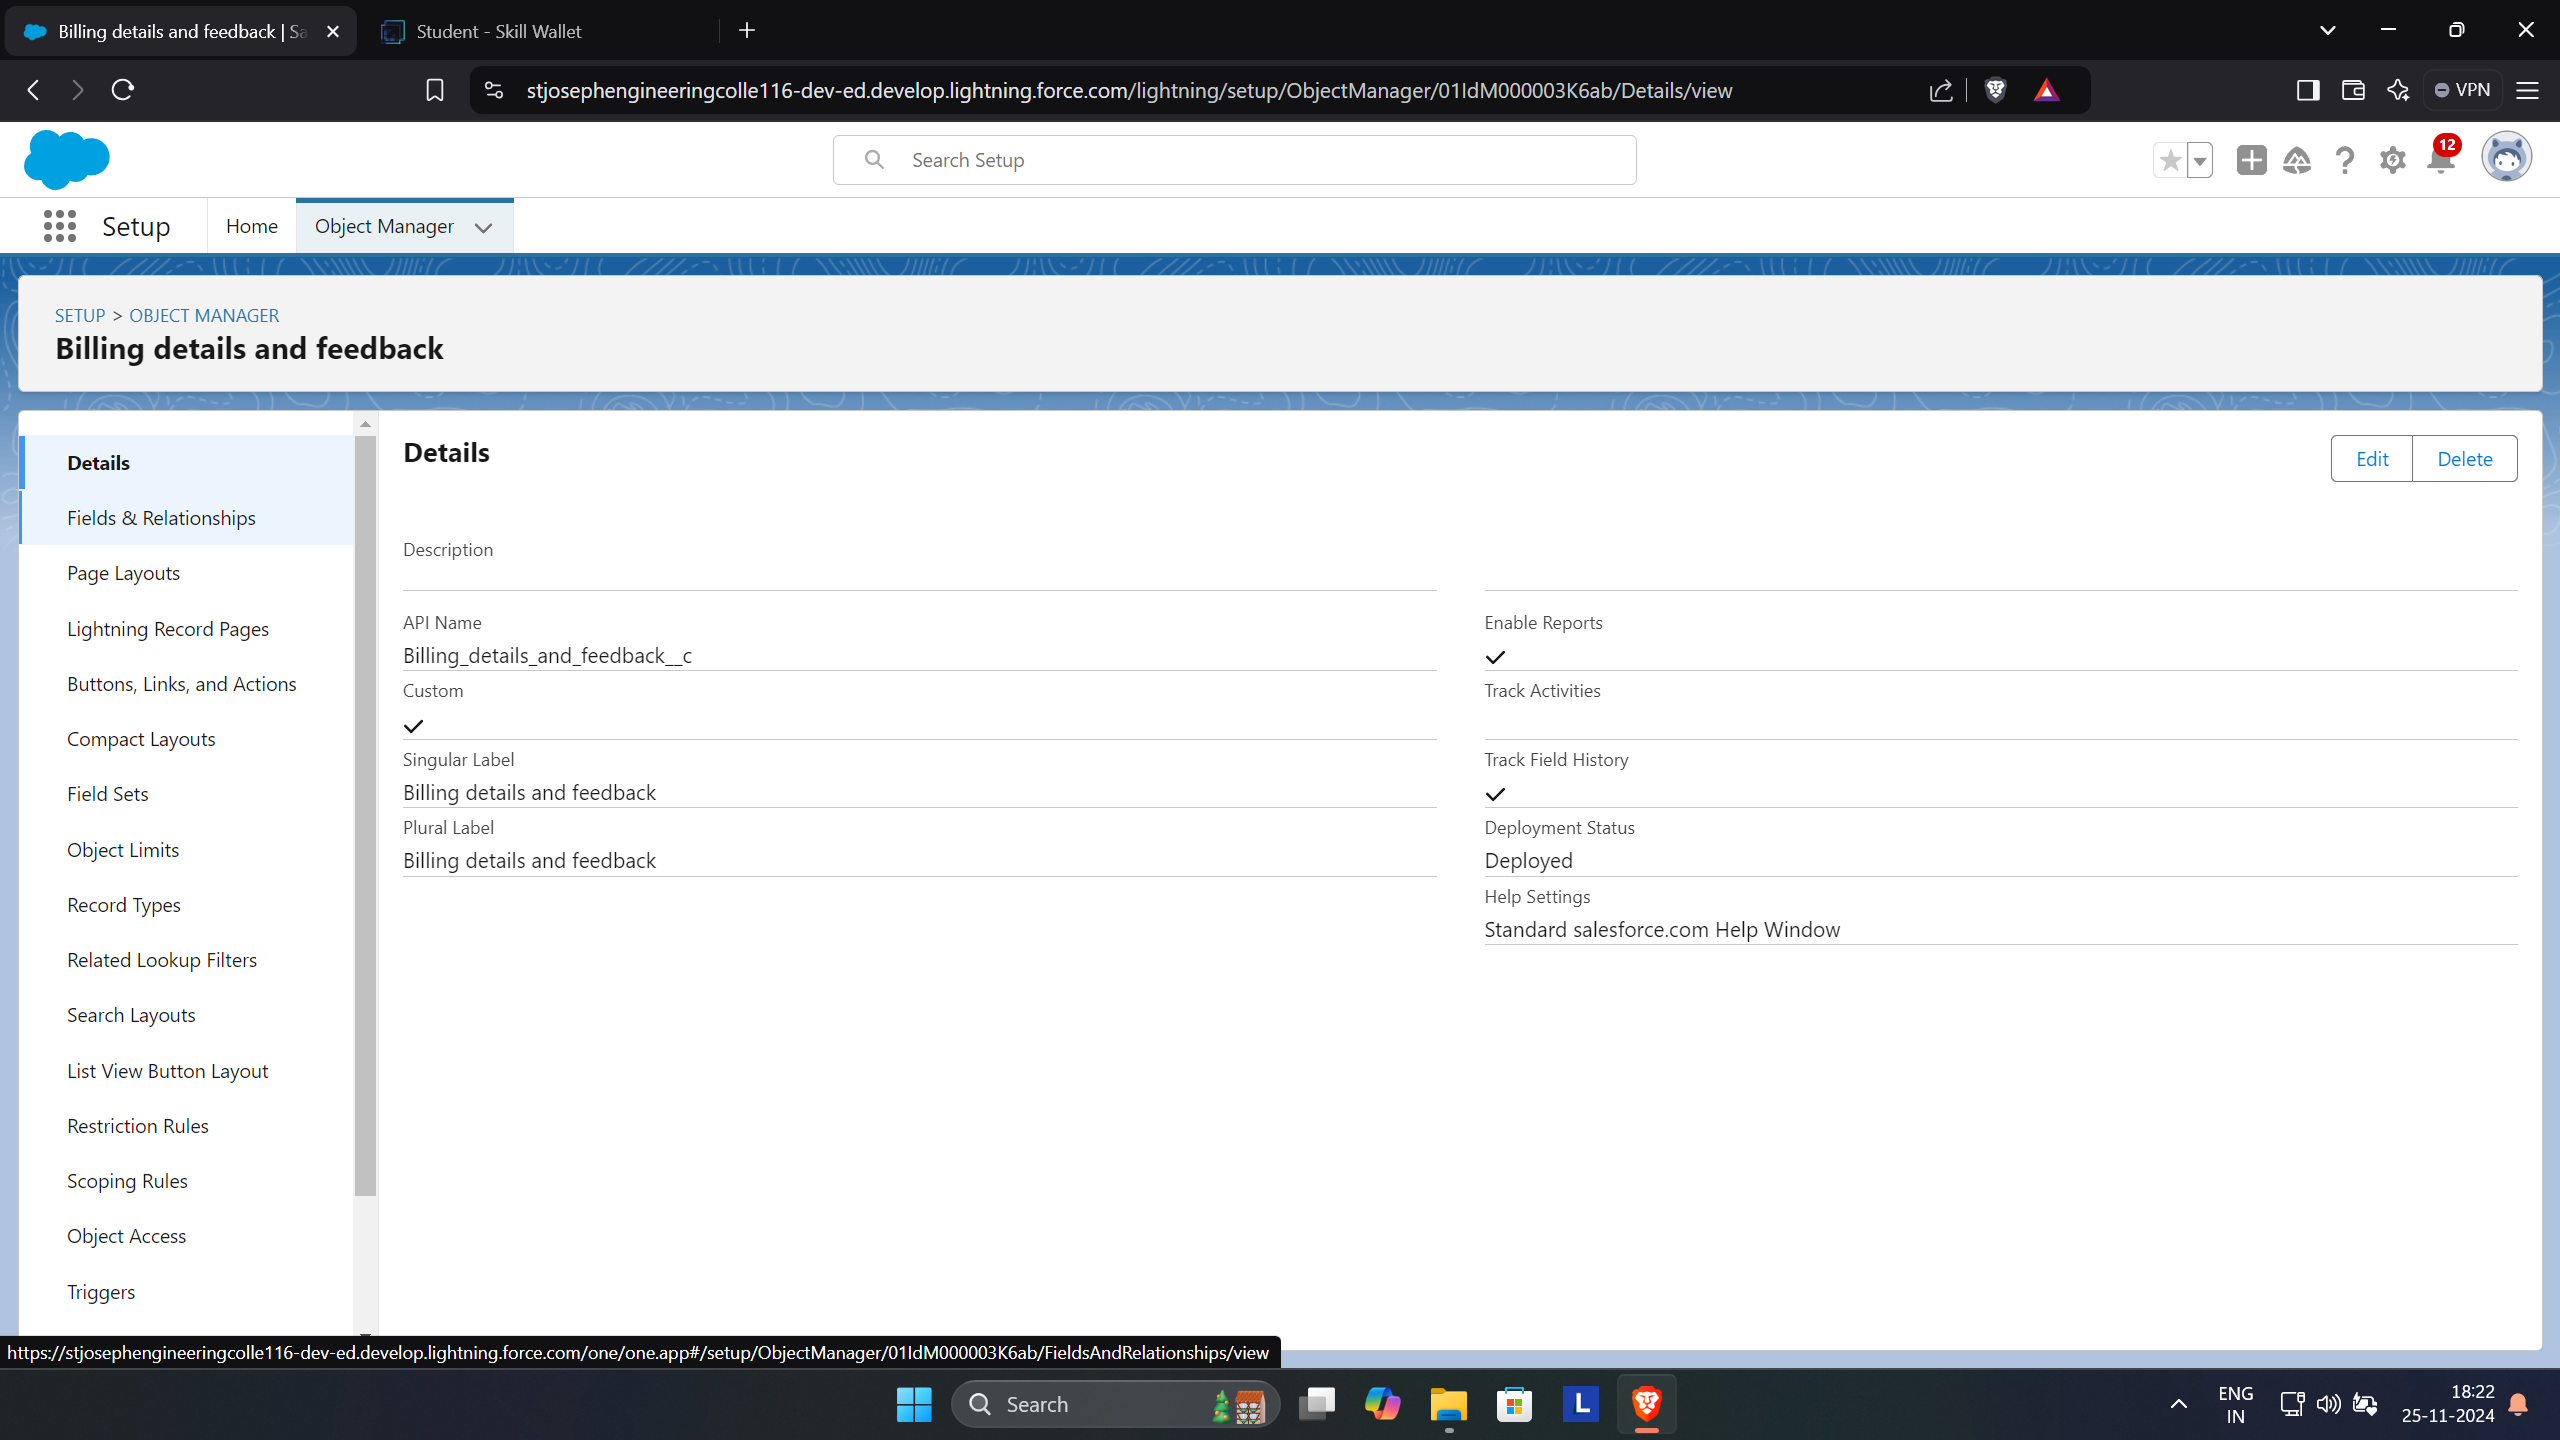 Billing details and feedback | Sa
Student - Skill Wallet
stjosephengineeringcolle116-dev-ed.develop.lightning.force.com/lightning/setup/ObjectManager/01IdM000003K6ab/Details/view
VPN
Search Setup
12
Setup
Home
Object Manager
SETUP > OBJECT MANAGER
Billing details and feedback
Details
Fields & Relationships
Page Layouts
Lightning Record Pages
Buttons, Links, and Actions
Compact Layouts
Field Sets
Object Limits
Record Types
Related Lookup Filters
Search Layouts
List View Button Layout
Restriction Rules
Scoping Rules
Object Access
Triggers
Details
Edit
Delete
Description
API Name
Billing_details_and_feedback__c
Custom
Singular Label
Billing details and feedback
Plural Label
Billing details and feedback
Enable Reports
Track Activities
Track Field History
Deployment Status
Deployed
Help Settings
Standard salesforce.com Help Window
https://stjosephengineeringcolle116-dev-ed.develop.lightning.force.com/one/one.app#/setup/ObjectManager/01IdM000003K6ab/FieldsAndRelationships/view
Search
L
ENG
IN
18:22
25-11-2024